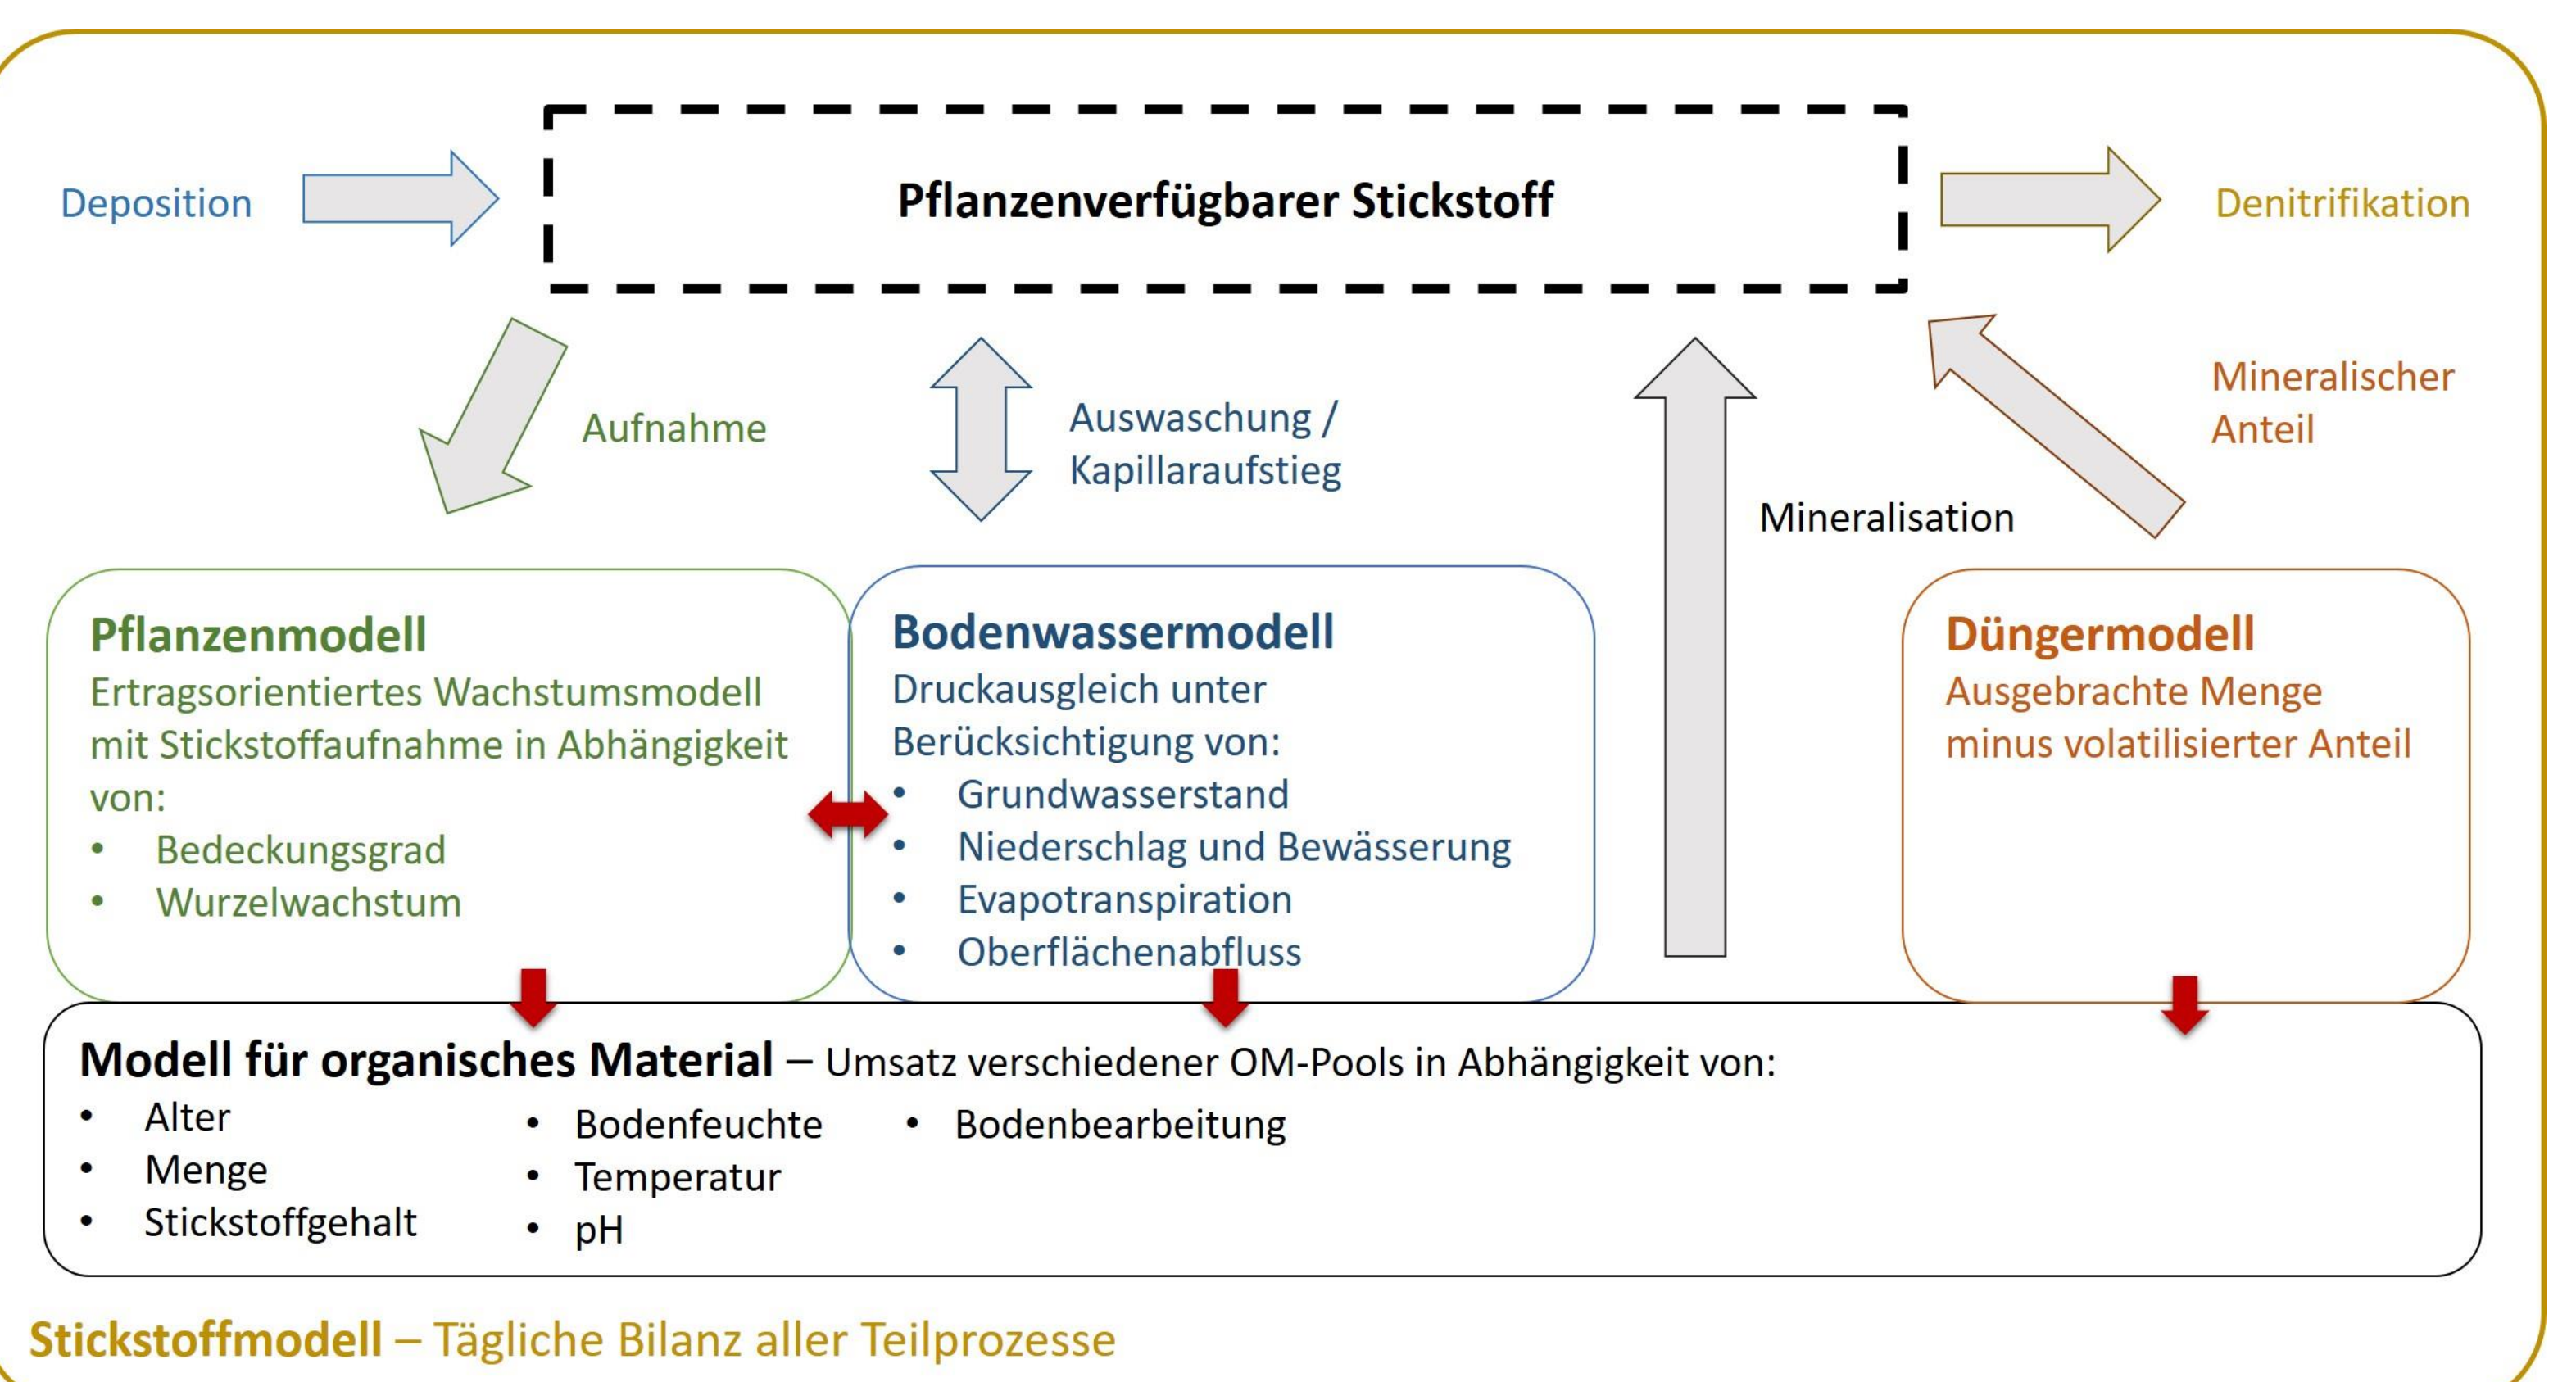 Deposition
Pflanzenverfügbarer Stickstoff
Denitrifikation
Aufnahme
Auswaschung /
Kapillaraufstieg
Mineralisation
Mineralischer
Anteil
Pflanzenmodell
Ertragsorientiertes Wachstumsmodell
mit Stickstoffaufnahme in Abhängigkeit
von:
• Bedeckungsgrad
• Wurzelwachstum
Bodenwassermodell
Druckausgleich unter
Berücksichtigung von:
• Grundwasserstand
• Niederschlag und Bewässerung
• Evapotranspiration
• Oberflächenabfluss
Düngermodell
Ausgebrachte Menge
minus volatilisierter Anteil
Modell für organisches Material – Umsatz verschiedener OM-Pools in Abhängigkeit von:
• Alter
• Menge
• Stickstoffgehalt
• Bodenfeuchte
• Temperatur
• pH
• Bodenbearbeitung
Stickstoffmodell – Tägliche Bilanz aller Teilprozesse